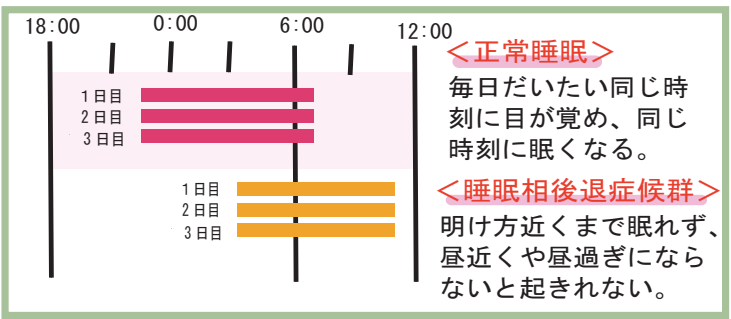 18:00 0:00 6:00 12:00
1日目
2日目
3日目
1日目
2日目
3日目
＜正常睡眠＞
毎日だいたい同じ時
刻に目が覚め、同じ
時刻に眠くなる。
＜睡眠相後退症候群＞
明け方近くまで眠れず、
昼近くや昼過ぎになら
ないと起きれない。